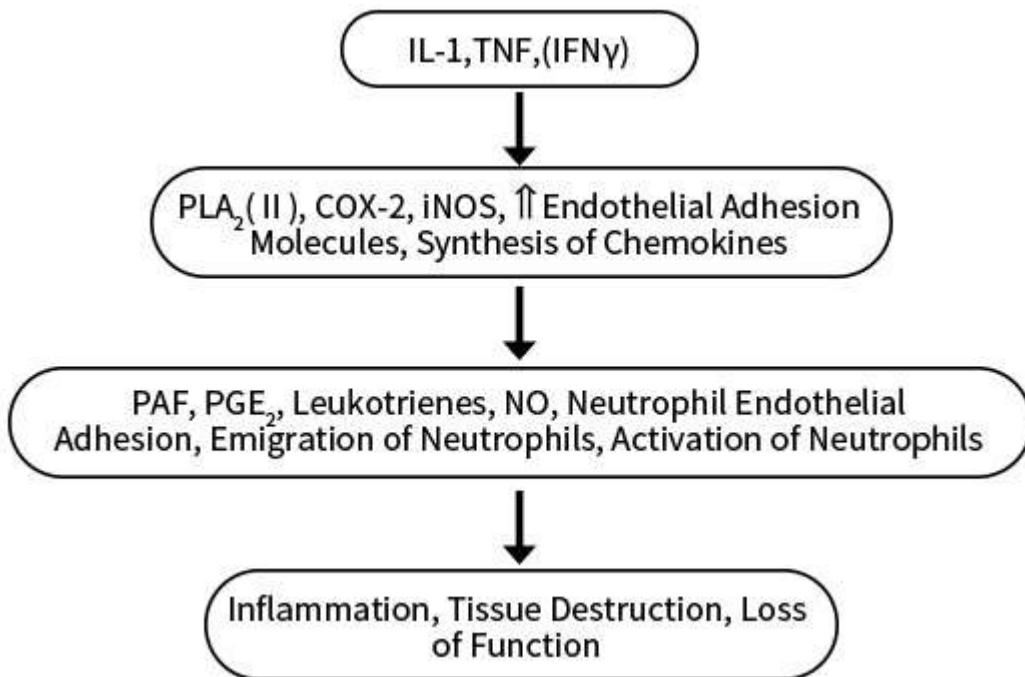 IL-1,TNF,(IFNγ)
PLA₂(II), COX-2, iNOS, ⇑ Endothelial Adhesion
Molecules, Synthesis of Chemokines
PAF, PGE₂, Leukotrienes, NO, Neutrophil Endothelial
Adhesion, Emigration of Neutrophils, Activation of Neutrophils
Inflammation, Tissue Destruction, Loss
of Function